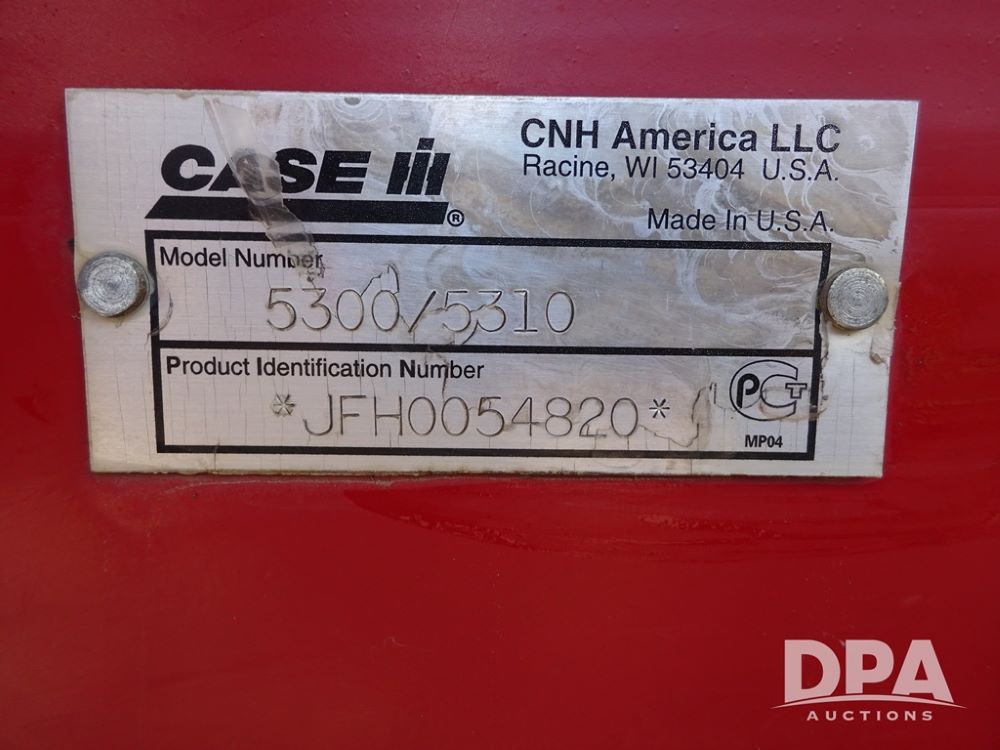 CASE IH®
CNH America LLC
Racine, WI 53404 U.S.A.
Made In U.S.A.
Model Number
5300/5310
Product Identification Number
*JFH0054820*
PCT
MP04
DPA
AUCTIONS